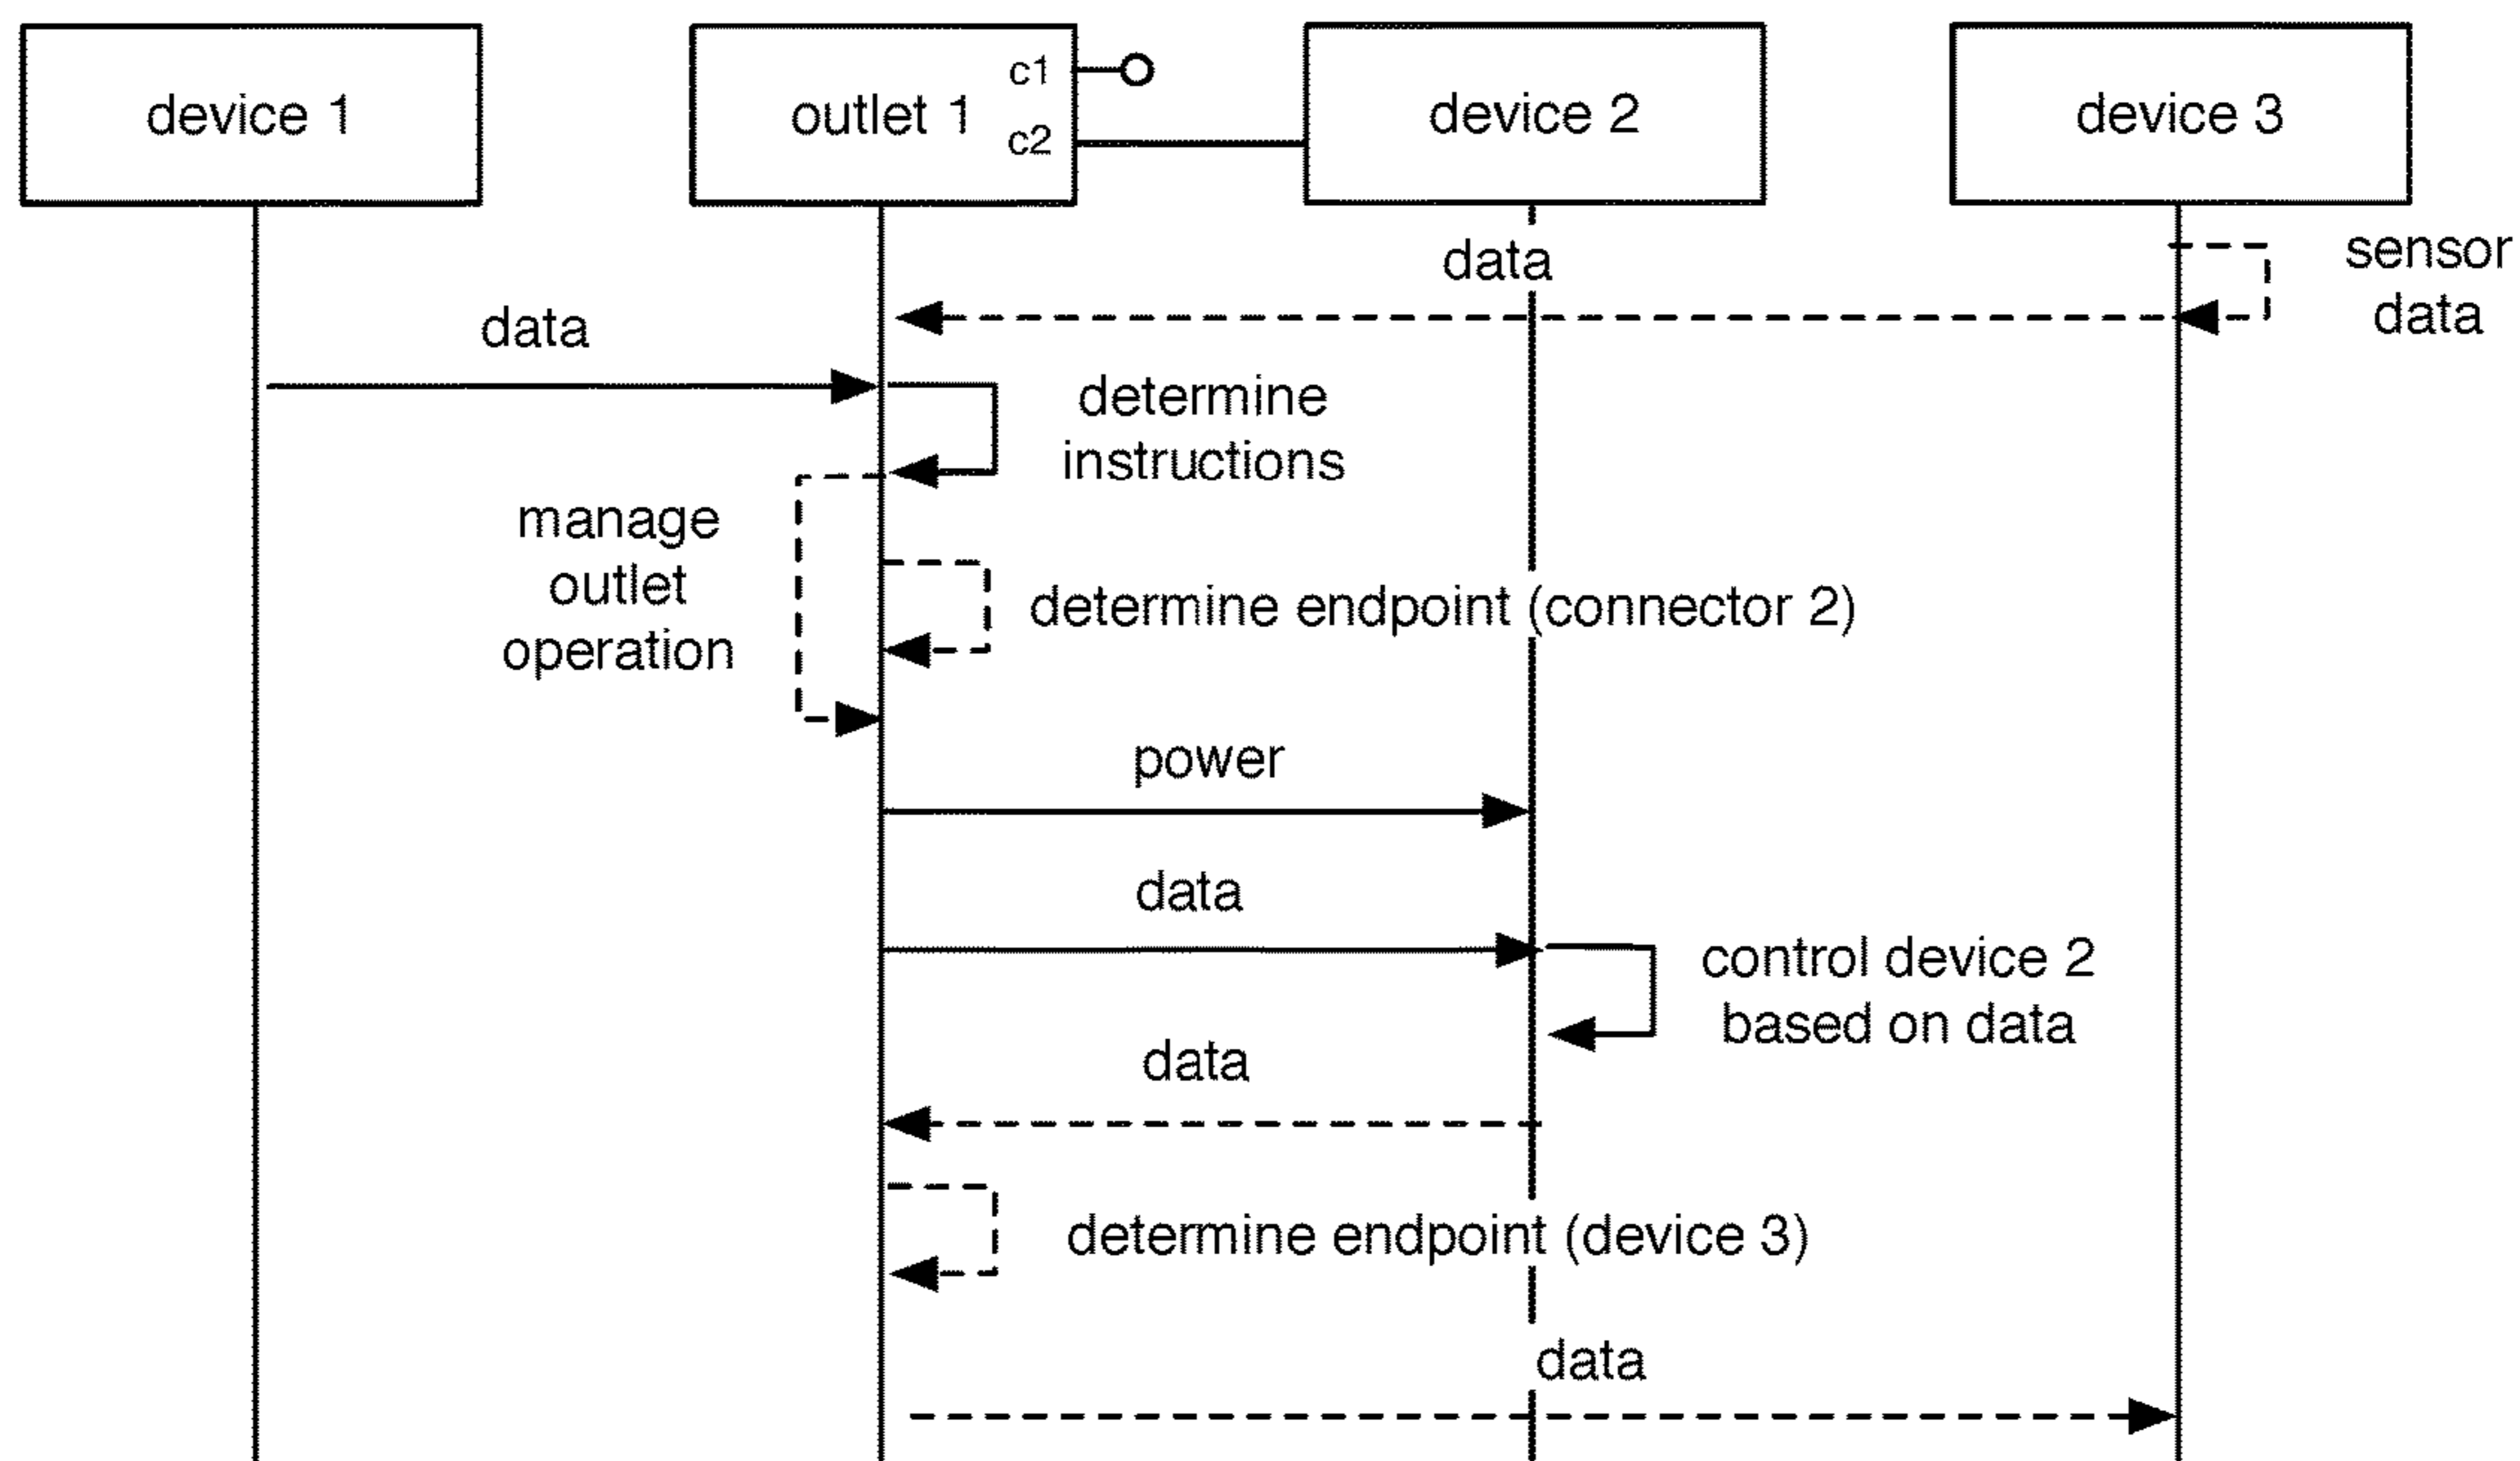 device 1
outlet 1
c1
c2
device 2
device 3
sensor
data
data
data
determine
instructions
manage
outlet
operation
determine endpoint (connector 2)
power
data
control device 2
based on data
data
determine endpoint (device 3)
data